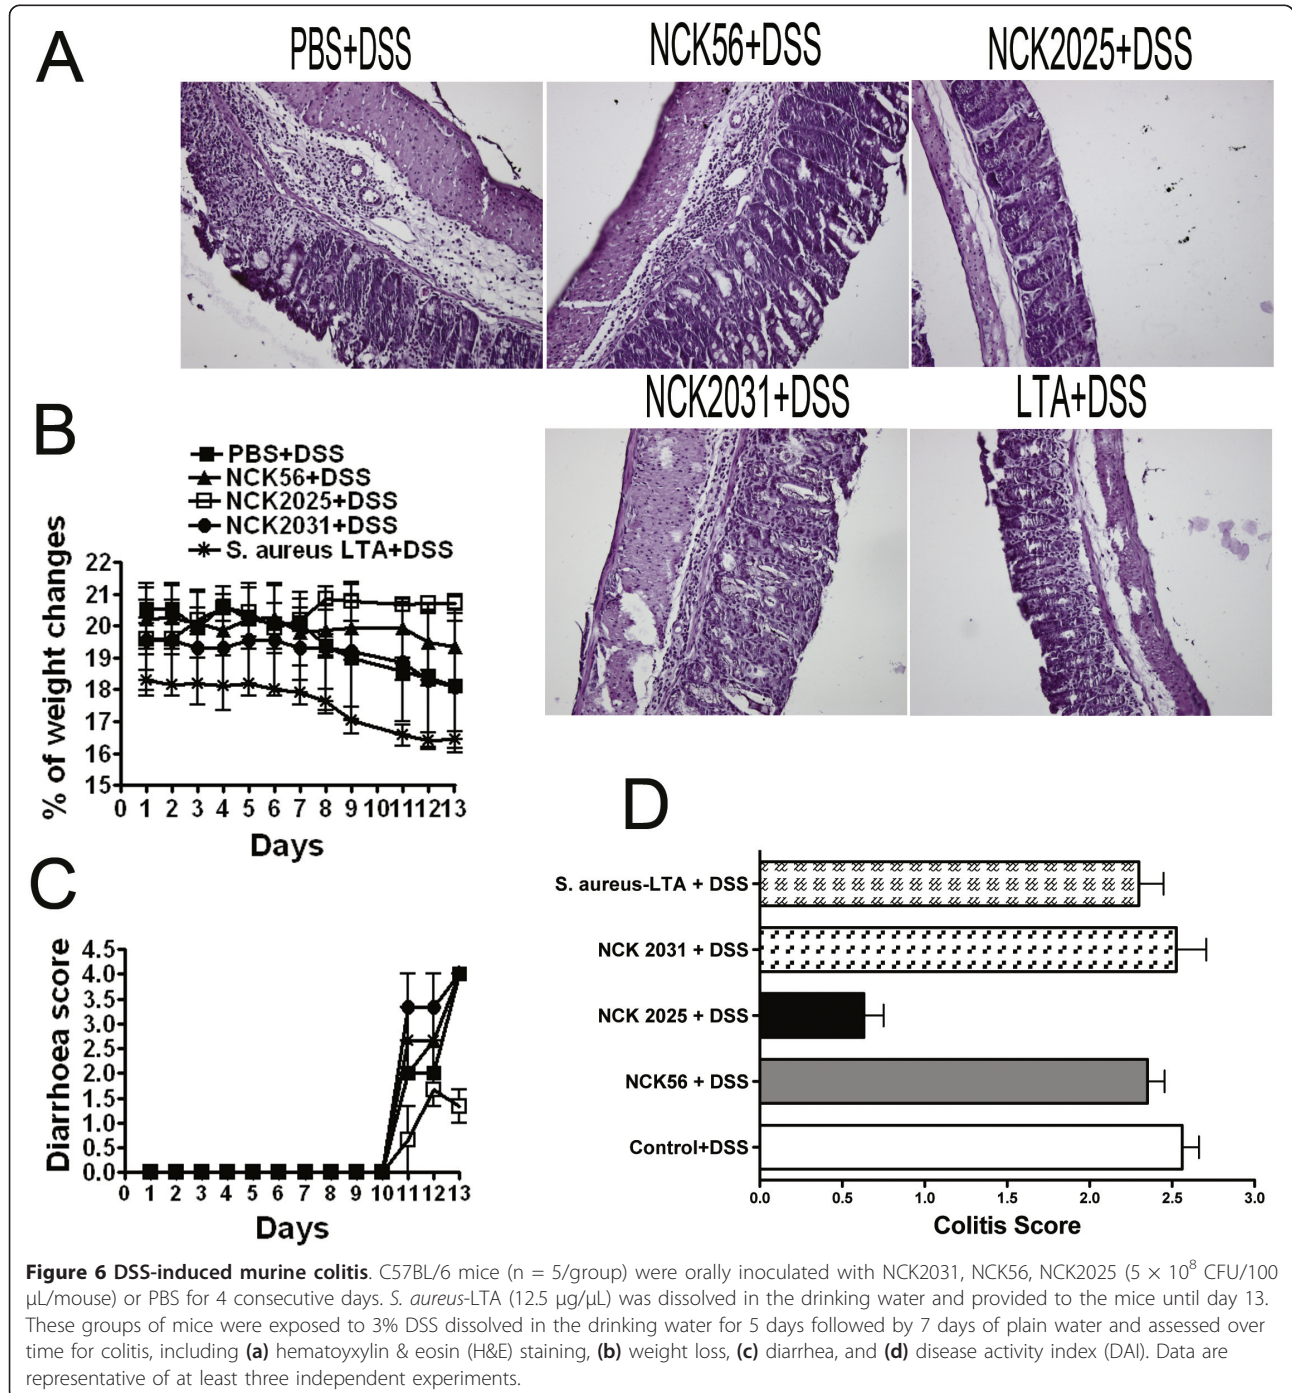 A
PBS+DSS
NCK56+DSS
NCK2025+DSS
NCK2031+DSS
LTA+DSS
B
PBS+DSS
NCK56+DSS
NCK2025+DSS
NCK2031+DSS
S. aureus LTA+DSS
% of weight changes
22
21
20
19
18
17
16
15
0 1 2 3 4 5 6 7 8 9 10 11 12 13
Days
C
Diarrhoea score
4.5
4.0
3.5
3.0
2.5
2.0
1.5
1.0
0.5
0.0
0 1 2 3 4 5 6 7 8 9 10 11 12 13
Days
D
S. aureus-LTA + DSS
NCK 2031 + DSS
NCK 2025 + DSS
NCK56 + DSS
Control+DSS
0.0 0.5 1.0 1.5 2.0 2.5 3.0
Colitis Score
Figure 6 DSS-induced murine colitis. C57BL/6 mice (n = 5/group) were orally inoculated with NCK2031, NCK56, NCK2025 (5 × 10⁸ CFU/100
μL/mouse) or PBS for 4 consecutive days. S. aureus-LTA (12.5 μg/μL) was dissolved in the drinking water and provided to the mice until day 13.
These groups of mice were exposed to 3% DSS dissolved in the drinking water for 5 days followed by 7 days of plain water and assessed over
time for colitis, including (a) hematoyxylin & eosin (H&E) staining, (b) weight loss, (c) diarrhea, and (d) disease activity index (DAI). Data are
representative of at least three independent experiments.